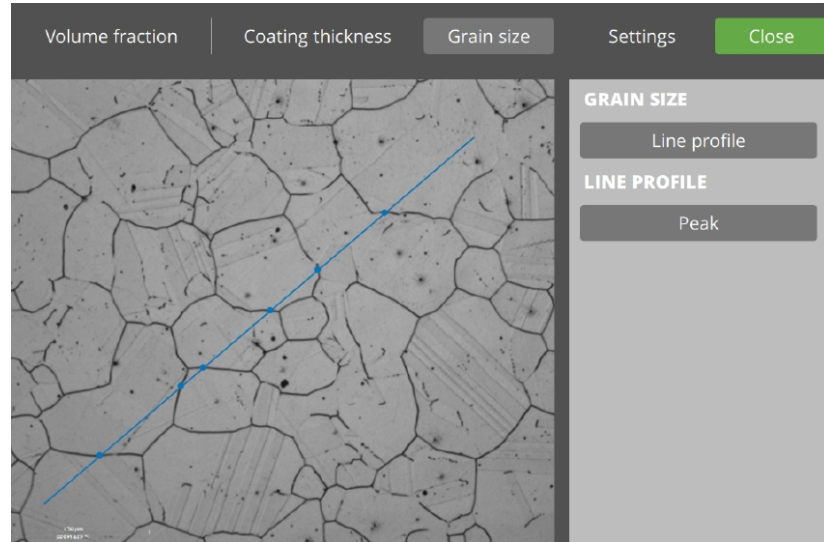 Volume fraction
Coating thickness
Grain size
Settings
Close
GRAIN SIZE
Line profile
LINE PROFILE
Peak